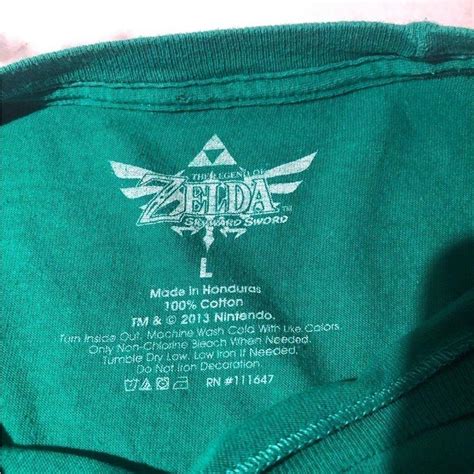 THE LEGEND OF
ZELDA™
SKYWARD SWORD
L
Made in Honduras
100% Cotton
TM & © 2013 Nintendo.
Turn Inside Out. Machine Wash Cold With Like Colors.
Only Non-Chlorine Bleach When Needed.
Tumble Dry Low. Low Iron If Needed.
Do Not Iron Decoration
RN #111647